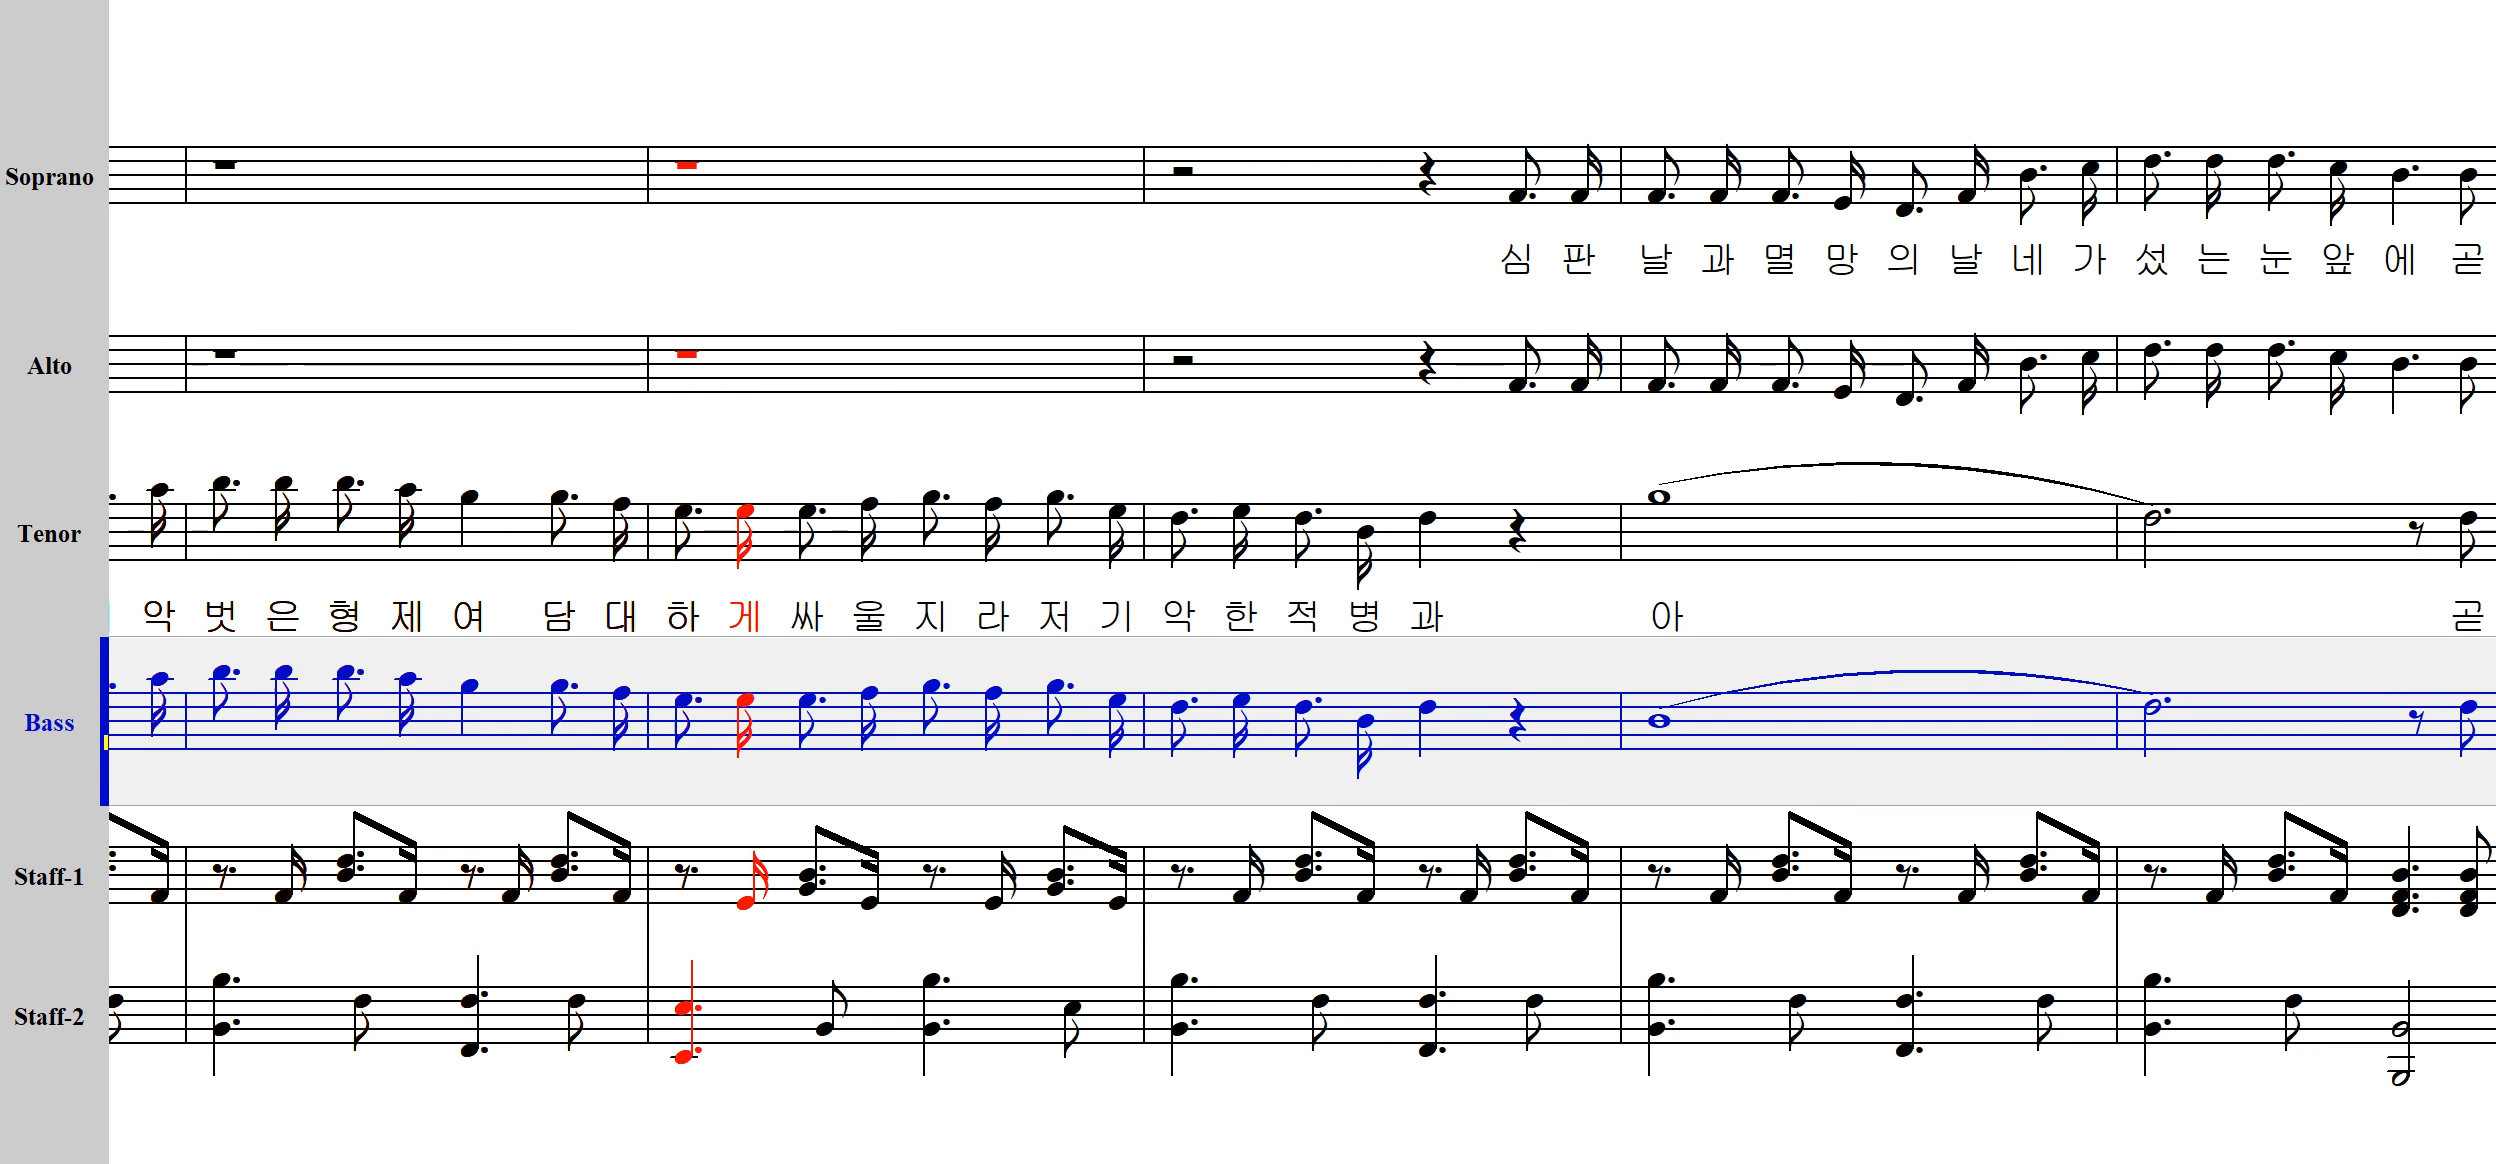 Soprano
심 판 날 과 멸 망 의 날 네 가 섰 는 눈 앞 에 곧
Alto
Tenor
악 벗 은 형 제 여 담 대 하 게 싸 울 지 라 저 기 악 한 적 병 과 아 곧
Bass
Staff-1
Staff-2